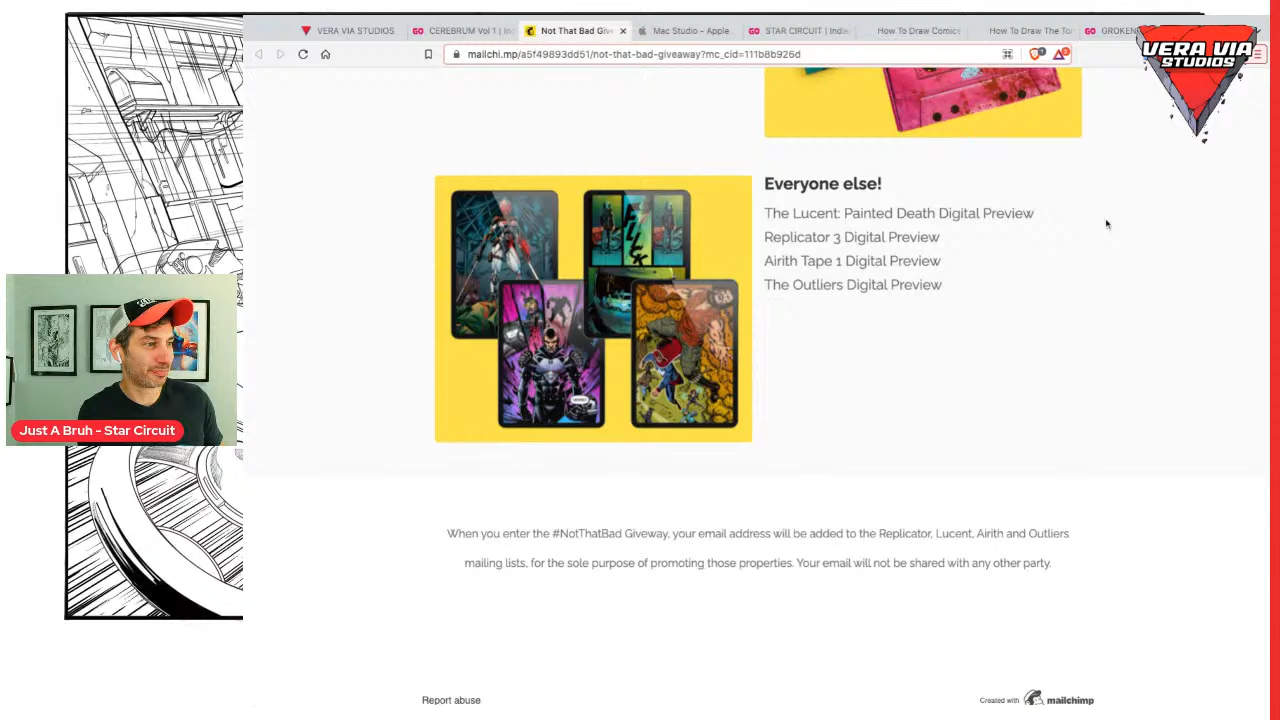 VERA VIA STUDIOS
CEREBRUM Vol 1 | Ind
Not That Bad Give
Mac Studio - Apple
STAR CIRCUIT | Indie
How To Draw Comics
How To Draw The Tor
GROKEN
mailchi.mp/a5f49893dd51/not-that-bad-giveaway?mc_cid=111b8b926d
VERA VIA
STUDIOS
Everyone else!
The Lucent: Painted Death Digital Preview
Replicator 3 Digital Preview
Airith Tape 1 Digital Preview
The Outliers Digital Preview
FUCK
Just A Bruh - Star Circuit
When you enter the #NotThatBad Giveway, your email address will be added to the Replicator, Lucent, Airith and Outliers
mailing lists, for the sole purpose of promoting those properties. Your email will not be shared with any other party.
Report abuse
Created with mailchimp